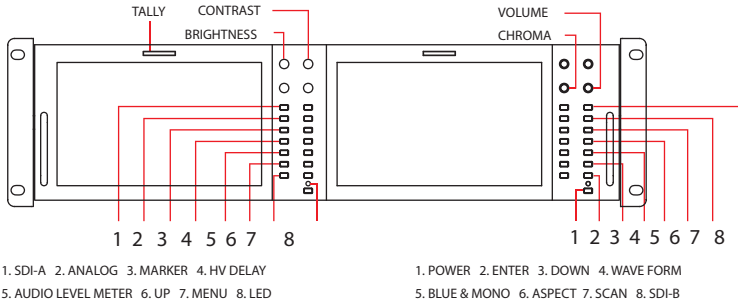 TALLY CONTRAST VOLUME
BRIGHTNESS CHROMA
1 2 3 4 5 6 7 8 1 2 3 4 5 6 7 8
1. SDI-A 2. ANALOG 3. MARKER 4. HV DELAY
5. AUDIO LEVEL METER 6. UP 7. MENU 8. LED
1. POWER 2. ENTER 3. DOWN 4. WAVE FORM
5. BLUE & MONO 6. ASPECT 7. SCAN 8. SDI-B